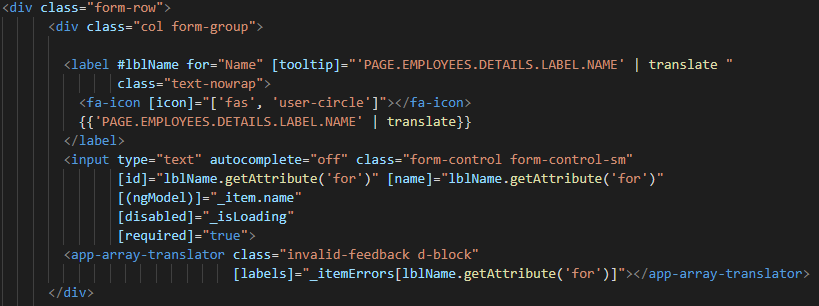 <div class="form-row">
<div class="col form-group">
<label #lblName for="Name" [tooltip]="'PAGE.EMPLOYEES.DETAILS.LABEL.NAME' | translate "
class="text-nowrap">
<fa-icon [icon]="['fas', 'user-circle']"></fa-icon>
{{'PAGE.EMPLOYEES.DETAILS.LABEL.NAME' | translate}}
</label>
<input type="text" autocomplete="off" class="form-control form-control-sm"
[id]="lblName.getAttribute('for')" [name]="lblName.getAttribute('for')"
[(ngModel)]="_item.name"
[disabled]="_isLoading"
[required]="true">
<app-array-translator class="invalid-feedback d-block"
[labels]="_itemErrors[lblName.getAttribute('for')]"></app-array-translator>
</div>